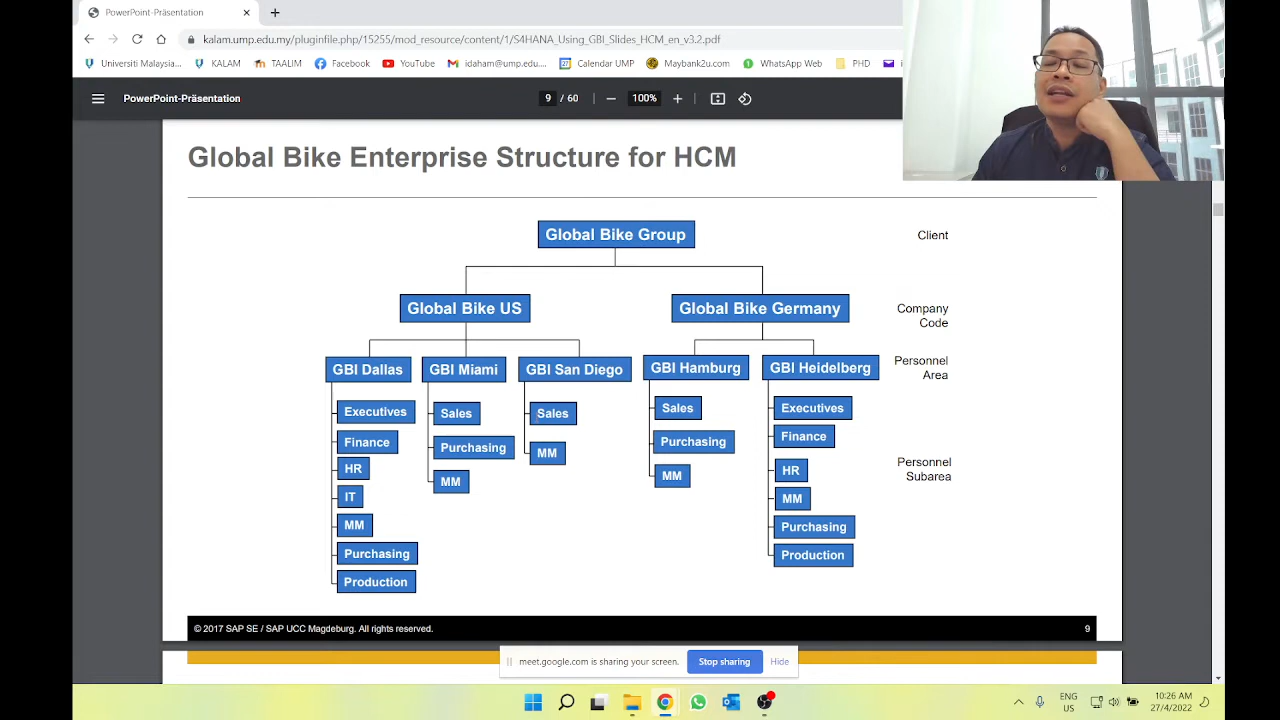 PowerPoint-Präsentation
kalam.ump.edu.my/pluginfile.php/15255/mod_resource/content/1/S4HANA_Using_GBI_Slides_HCM_en_v3.2.pdf
Universiti Malaysia... KALAM TAALIM Facebook YouTube idaham@ump.edu... Calendar UMP Maybank2u.com WhatsApp Web PHD
PowerPoint-Präsentation 9 / 60 100%
Global Bike Enterprise Structure for HCM
Global Bike Group
Client
Global Bike US
Global Bike Germany
Company
Code
GBI Dallas
GBI Miami
GBI San Diego
GBI Hamburg
GBI Heidelberg
Personnel
Area
Executives
Finance
HR
IT
MM
Purchasing
Production
Sales
Purchasing
MM
Sales
MM
Sales
Purchasing
MM
Executives
Finance
HR
MM
Purchasing
Production
Personnel
Subarea
© 2017 SAP SE / SAP UCC Magdeburg. All rights reserved.
9
meet.google.com is sharing your screen. Stop sharing Hide
ENG
US
10:26 AM
27/4/2022